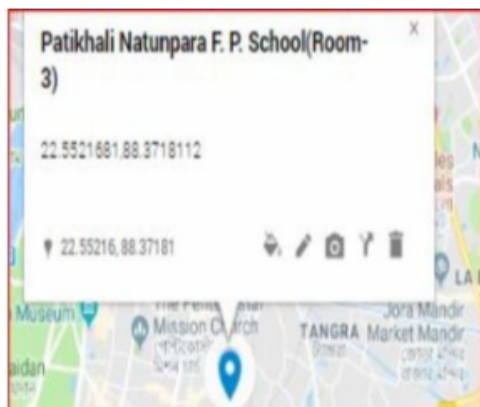 Patikhali Natunpara F. P. School(Room-
3)
22.5521681,88.3718112
22.55216, 88.37181
LA
Museum
Mission Church
Jora Mandir
TANGRA
Market Mandir
aidan